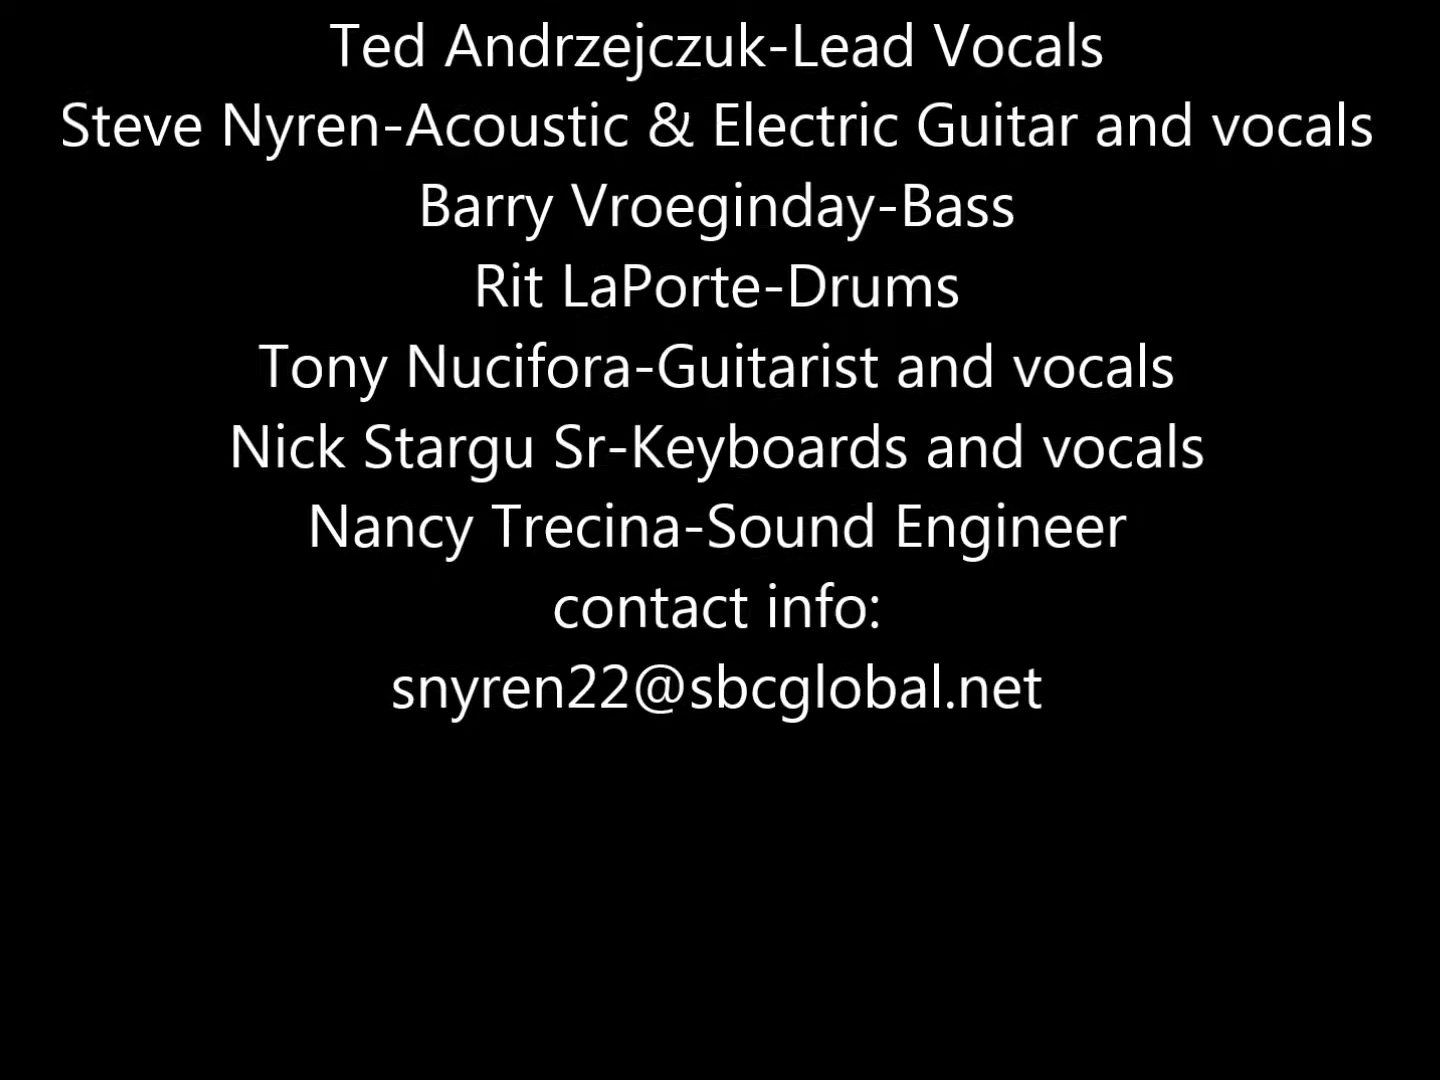 Ted Andrzejczuk-Lead Vocals
Steve Nyren-Acoustic & Electric Guitar and vocals
Barry Vroeginday-Bass
Rit LaPorte-Drums
Tony Nucifora-Guitarist and vocals
Nick Stargu Sr-Keyboards and vocals
Nancy Trecina-Sound Engineer
contact info:
snyren22@sbcglobal.net